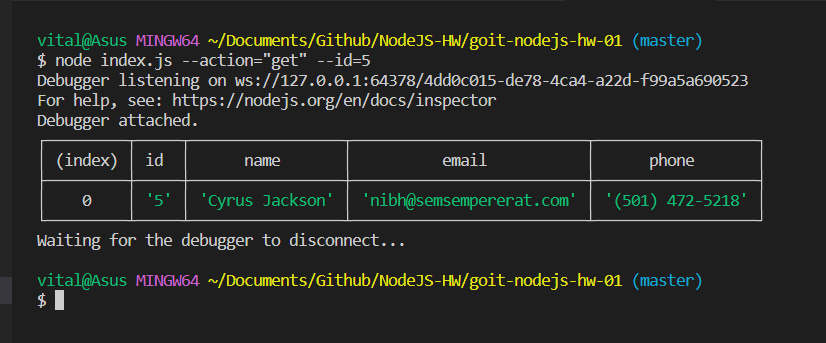 vital@Asus MINGW64 ~/Documents/Github/NodeJS-HW/goit-nodejs-hw-01 (master)
$ node index.js --action="get" --id=5
Debugger listening on ws://127.0.0.1:64378/4dd0c015-de78-4ca4-a22d-f99a5a690523
For help, see: https://nodejs.org/en/docs/inspector
Debugger attached.
(index) id name email phone
0 '5' 'Cyrus Jackson' 'nibh@semsempererat.com' '(501) 472-5218'
Waiting for the debugger to disconnect...
vital@Asus MINGW64 ~/Documents/Github/NodeJS-HW/goit-nodejs-hw-01 (master)
$